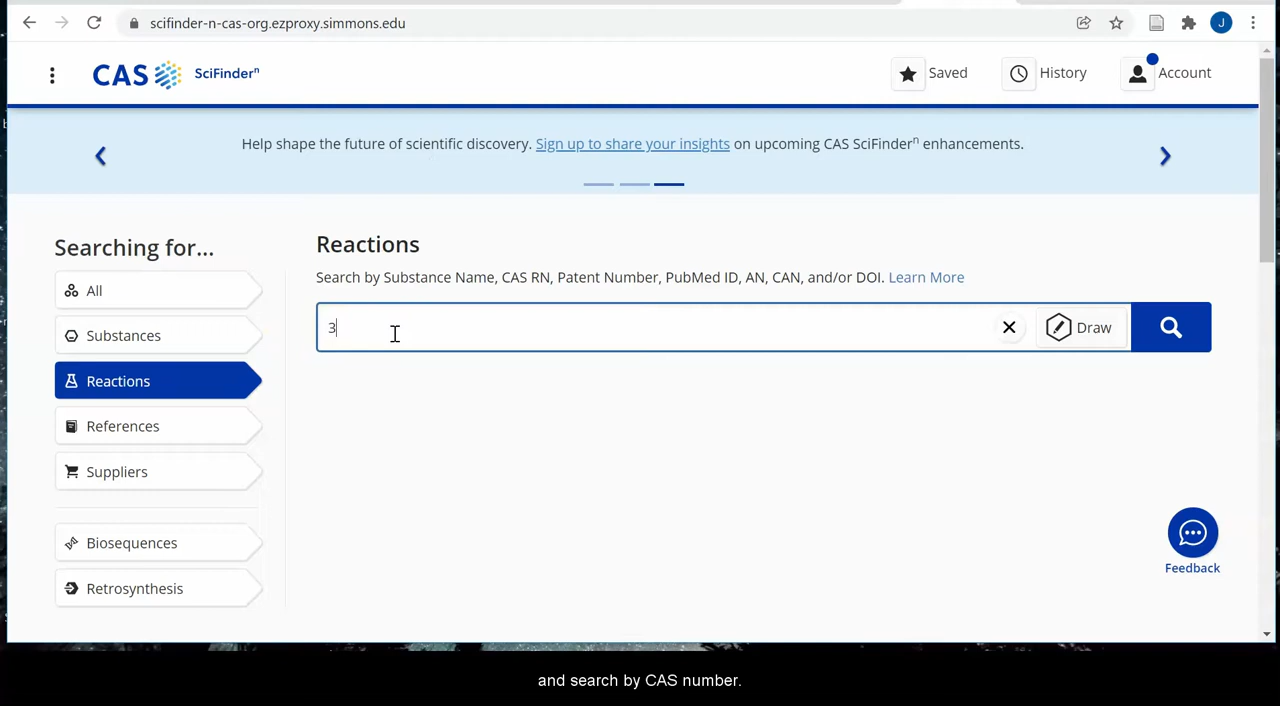 scifinder-n-cas-org.ezproxy.simmons.edu
J
CAS SciFinderⁿ
Saved
History
Account
Help shape the future of scientific discovery. Sign up to share your insights on upcoming CAS SciFinderⁿ enhancements.
Searching for...
All
Substances
Reactions
References
Suppliers
Biosequences
Retrosynthesis
Reactions
Search by Substance Name, CAS RN, Patent Number, PubMed ID, AN, CAN, and/or DOI. Learn More
3
Draw
Feedback
and search by CAS number.